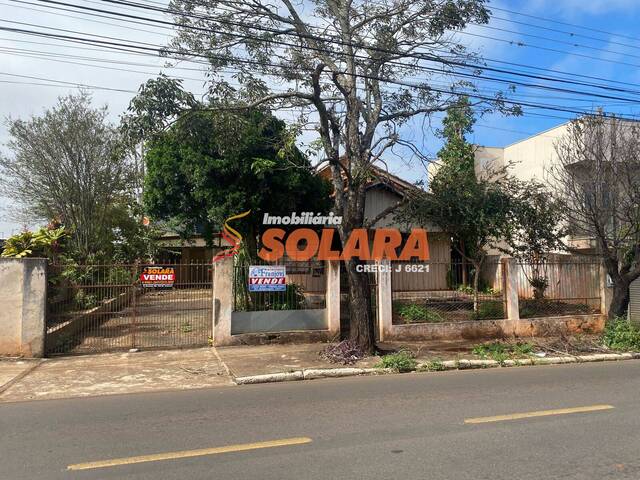 Imobiliária
SOLARA
CRECI: J 6621
SOLARA
VENDE
VENDE